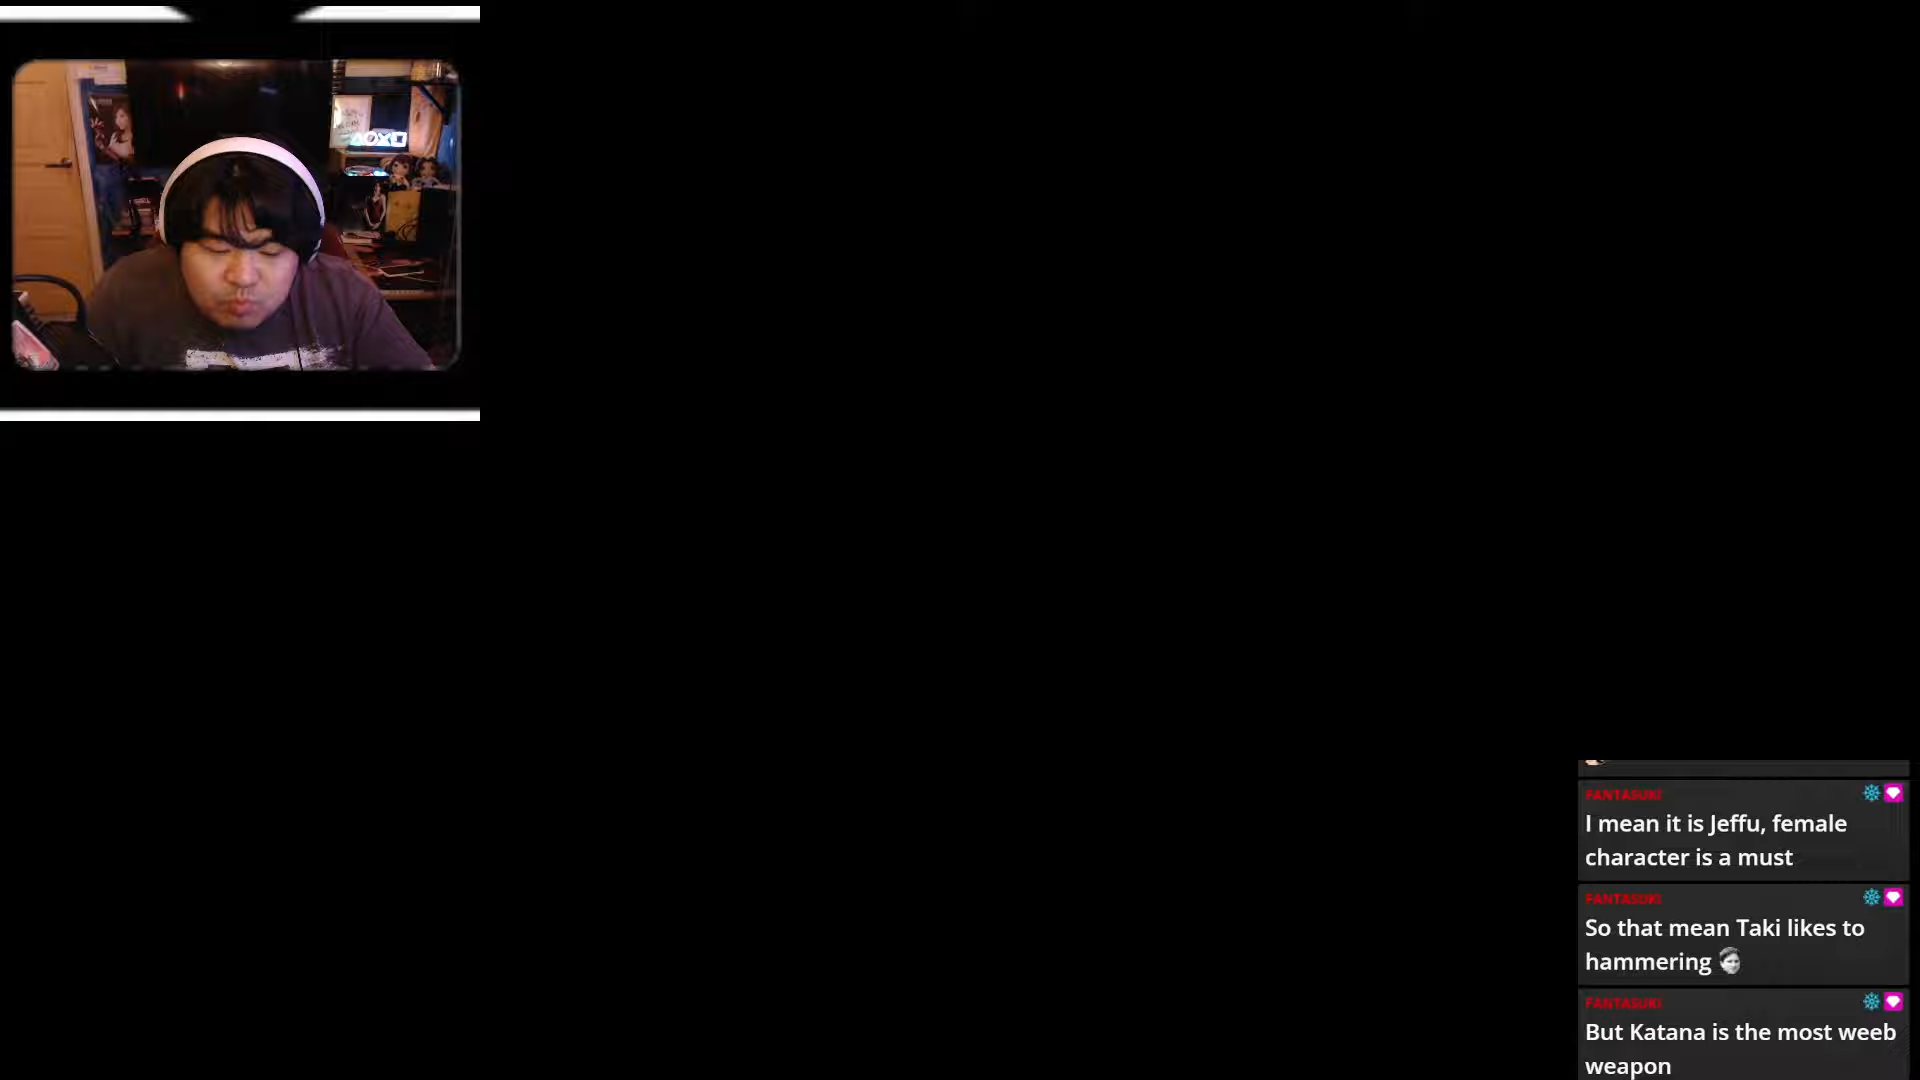 FANTASUKI
I mean it is Jeffu, female
character is a must
FANTASUKI
So that mean Taki likes to
hammering
FANTASUKI
But Katana is the most weeb
weapon